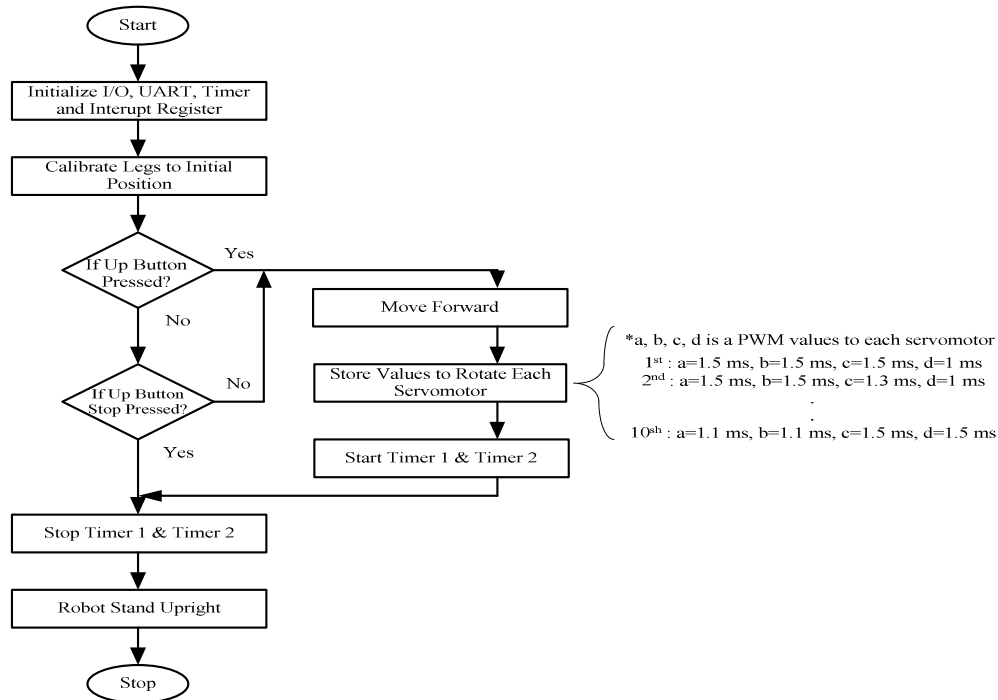 Start
Initialize I/O, UART, Timer
and Interupt Register
Calibrate Legs to Initial
Position
If Up Button
Pressed?
Yes
No
If Up Button
Stop Pressed?
No
Yes
Move Forward
Store Values to Rotate Each
Servomotor
*a, b, c, d is a PWM values to each servomotor
1st : a=1.5 ms, b=1.5 ms, c=1.5 ms, d=1 ms
2nd : a=1.5 ms, b=1.5 ms, c=1.3 ms, d=1 ms
.
.
10sh : a=1.1 ms, b=1.1 ms, c=1.5 ms, d=1.5 ms
Start Timer 1 & Timer 2
Stop Timer 1 & Timer 2
Robot Stand Upright
Stop